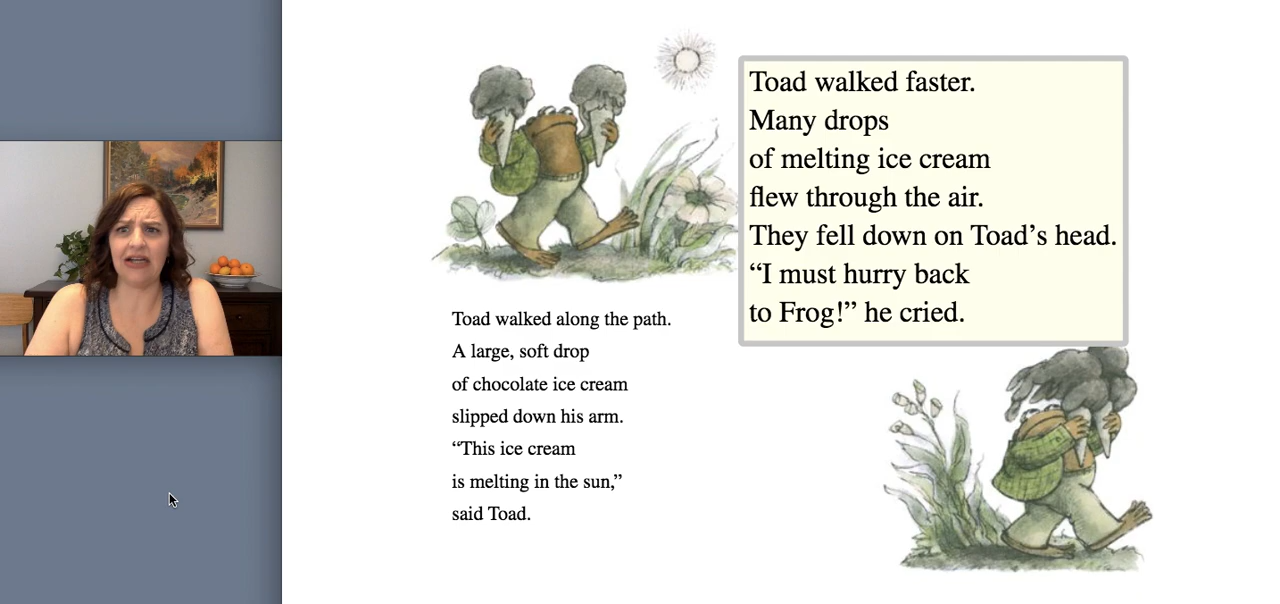 Toad walked along the path.
A large, soft drop
of chocolate ice cream
slipped down his arm.
“This ice cream
is melting in the sun,”
said Toad.
Toad walked faster.
Many drops
of melting ice cream
flew through the air.
They fell down on Toad’s head.
“I must hurry back
to Frog!” he cried.